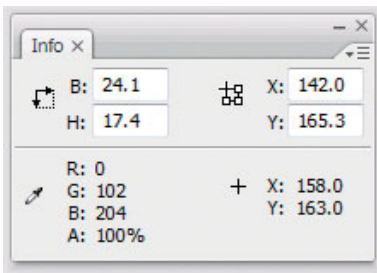 Info ×
B: 24.1 X: 142.0
H: 17.4 Y: 165.3
R: 0
G: 102 X: 158.0
B: 204 Y: 163.0
A: 100%